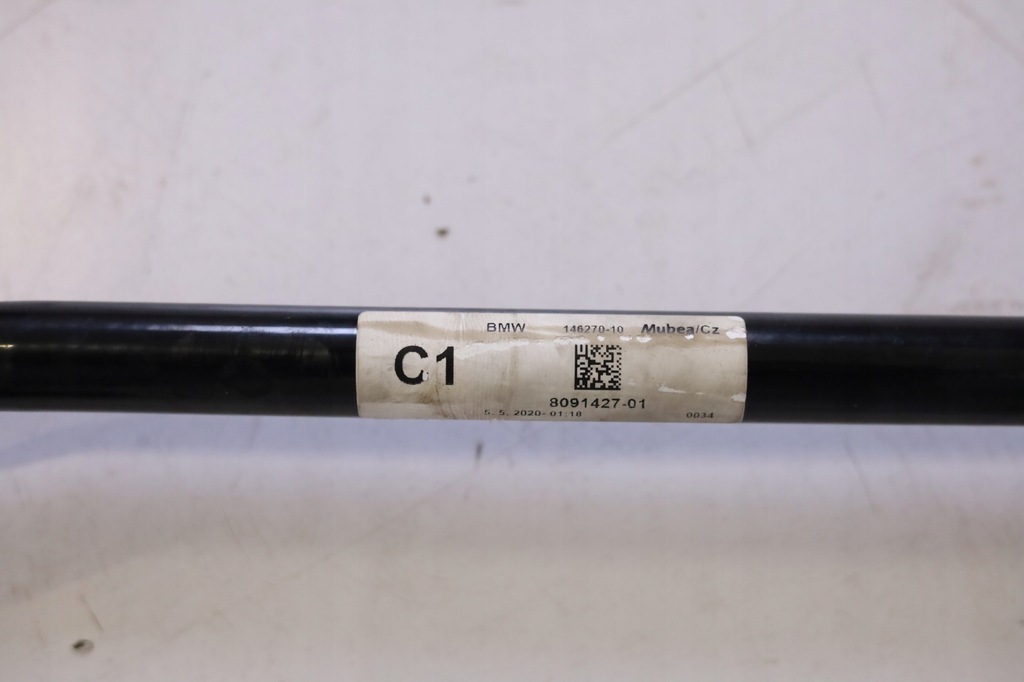 BMW 146270-10 Mubea/Cz
C1
8091427-01
5. 5. 2020- 01:18 0034